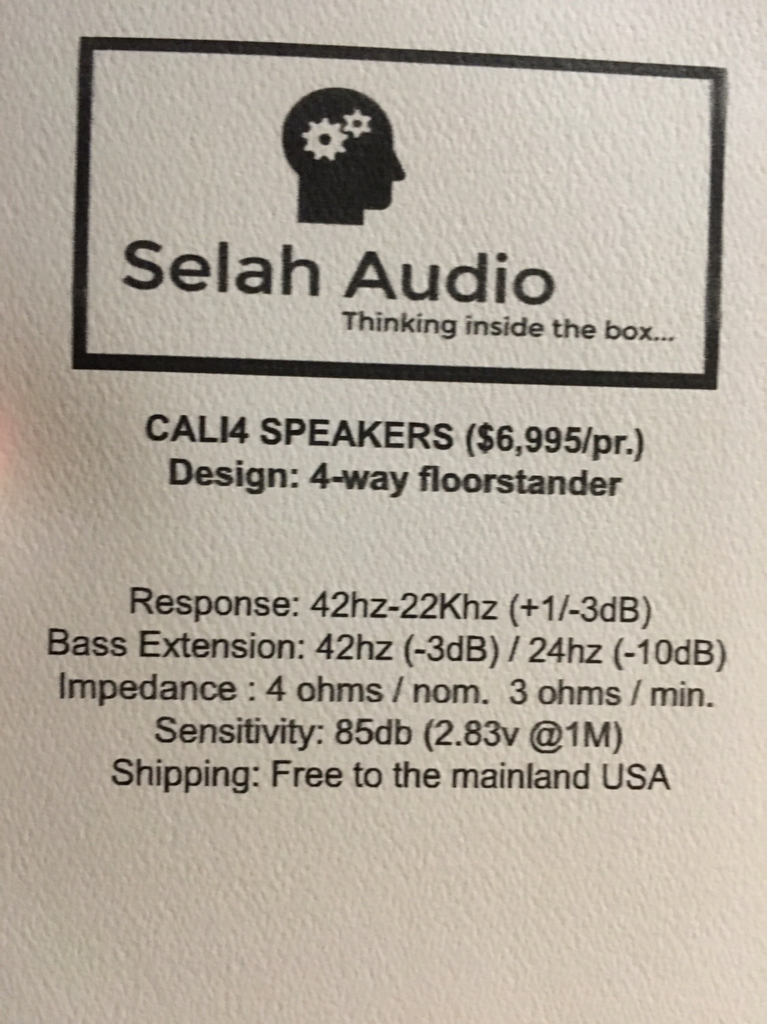 Selah Audio
Thinking inside the box...
CALI4 SPEAKERS ($6,995/pr.)
Design: 4-way floorstander
Response: 42hz-22Khz (+1/-3dB)
Bass Extension: 42hz (-3dB) / 24hz (-10dB)
Impedance : 4 ohms / nom.  3 ohms / min.
Sensitivity: 85db (2.83v @1M)
Shipping: Free to the mainland USA